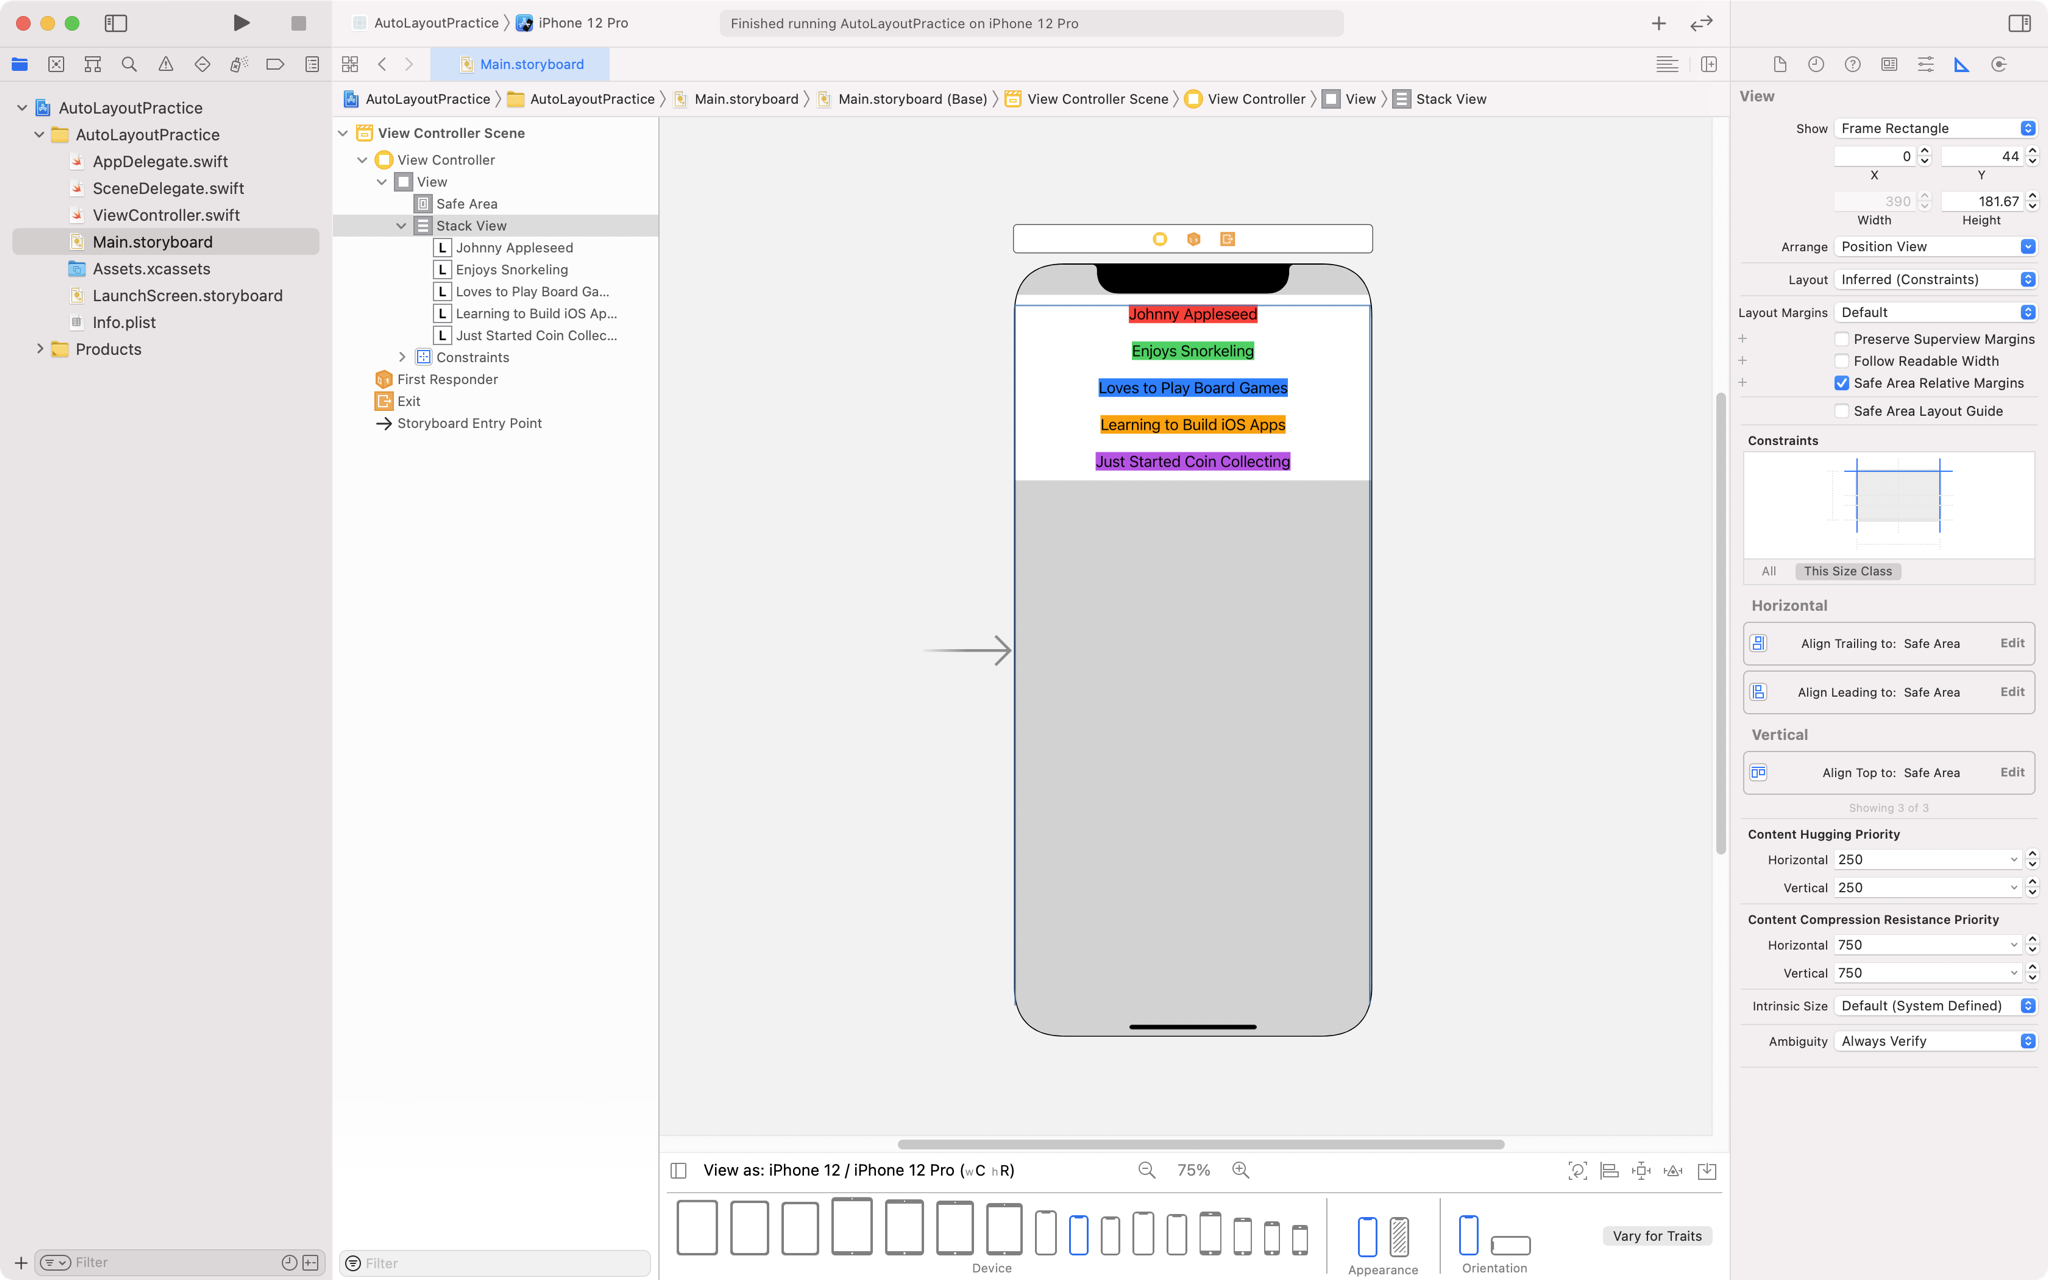 AutoLayoutPractice
iPhone 12 Pro
Finished running AutoLayoutPractice on iPhone 12 Pro
Main.storyboard
AutoLayoutPractice
AutoLayoutPractice
Main.storyboard
Main.storyboard (Base)
View Controller Scene
View Controller
View
Stack View
AutoLayoutPractice
AutoLayoutPractice
AppDelegate.swift
SceneDelegate.swift
ViewController.swift
Main.storyboard
Assets.xcassets
LaunchScreen.storyboard
Info.plist
Products
Filter
View Controller Scene
View Controller
View
Safe Area
Stack View
L Johnny Appleseed
L Enjoys Snorkeling
L Loves to Play Board Ga...
L Learning to Build iOS Ap...
L Just Started Coin Collec...
Constraints
First Responder
Exit
Storyboard Entry Point
Filter
Johnny Appleseed
Enjoys Snorkeling
Loves to Play Board Games
Learning to Build iOS Apps
Just Started Coin Collecting
View as: iPhone 12 / iPhone 12 Pro (wC hR)
75%
Device
Appearance
Orientation
Vary for Traits
View
Show Frame Rectangle
0 44
X Y
390 181.67
Width Height
Arrange Position View
Layout Inferred (Constraints)
Layout Margins Default
Preserve Superview Margins
Follow Readable Width
Safe Area Relative Margins
Safe Area Layout Guide
Constraints
All This Size Class
Horizontal
Align Trailing to: Safe Area Edit
Align Leading to: Safe Area Edit
Vertical
Align Top to: Safe Area Edit
Showing 3 of 3
Content Hugging Priority
Horizontal 250
Vertical 250
Content Compression Resistance Priority
Horizontal 750
Vertical 750
Intrinsic Size Default (System Defined)
Ambiguity Always Verify